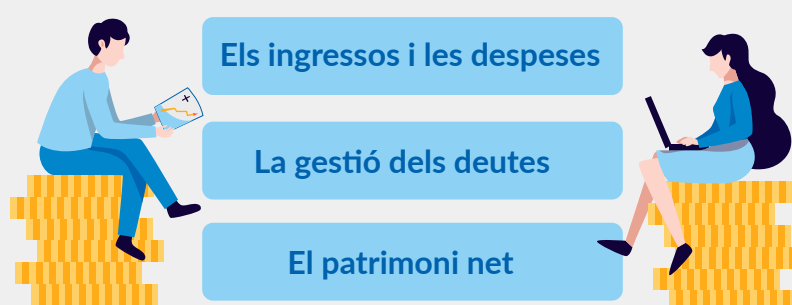 Els ingressos i les despeses
La gestió dels deutes
El patrimoni net